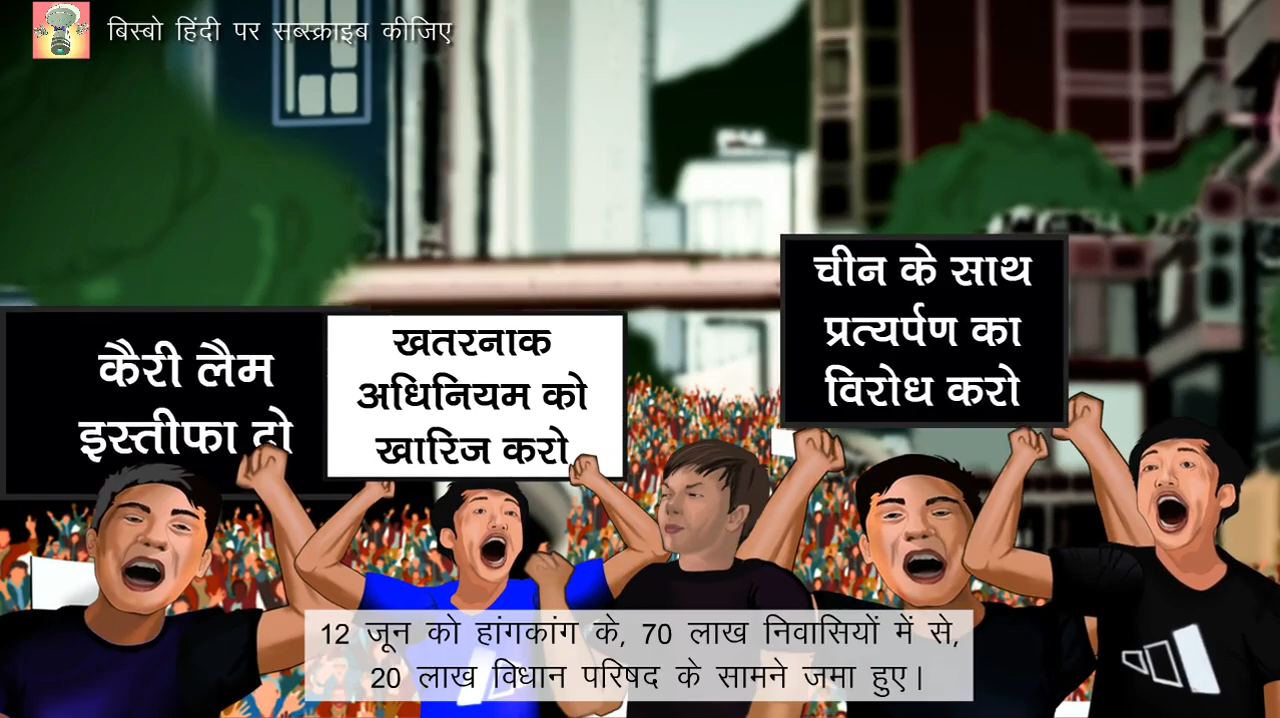 बिस्बो हिंदी पर सब्स्क्राइब कीजिए
कैरी लैम
इस्तीफा दो
खतरनाक
अधिनियम को
खारिज करो
चीन के साथ
प्रत्यर्पण का
विरोध करो
12 जून को हांगकांग के, 70 लाख निवासियों में से,
20 लाख विधान परिषद के सामने जमा हुए।